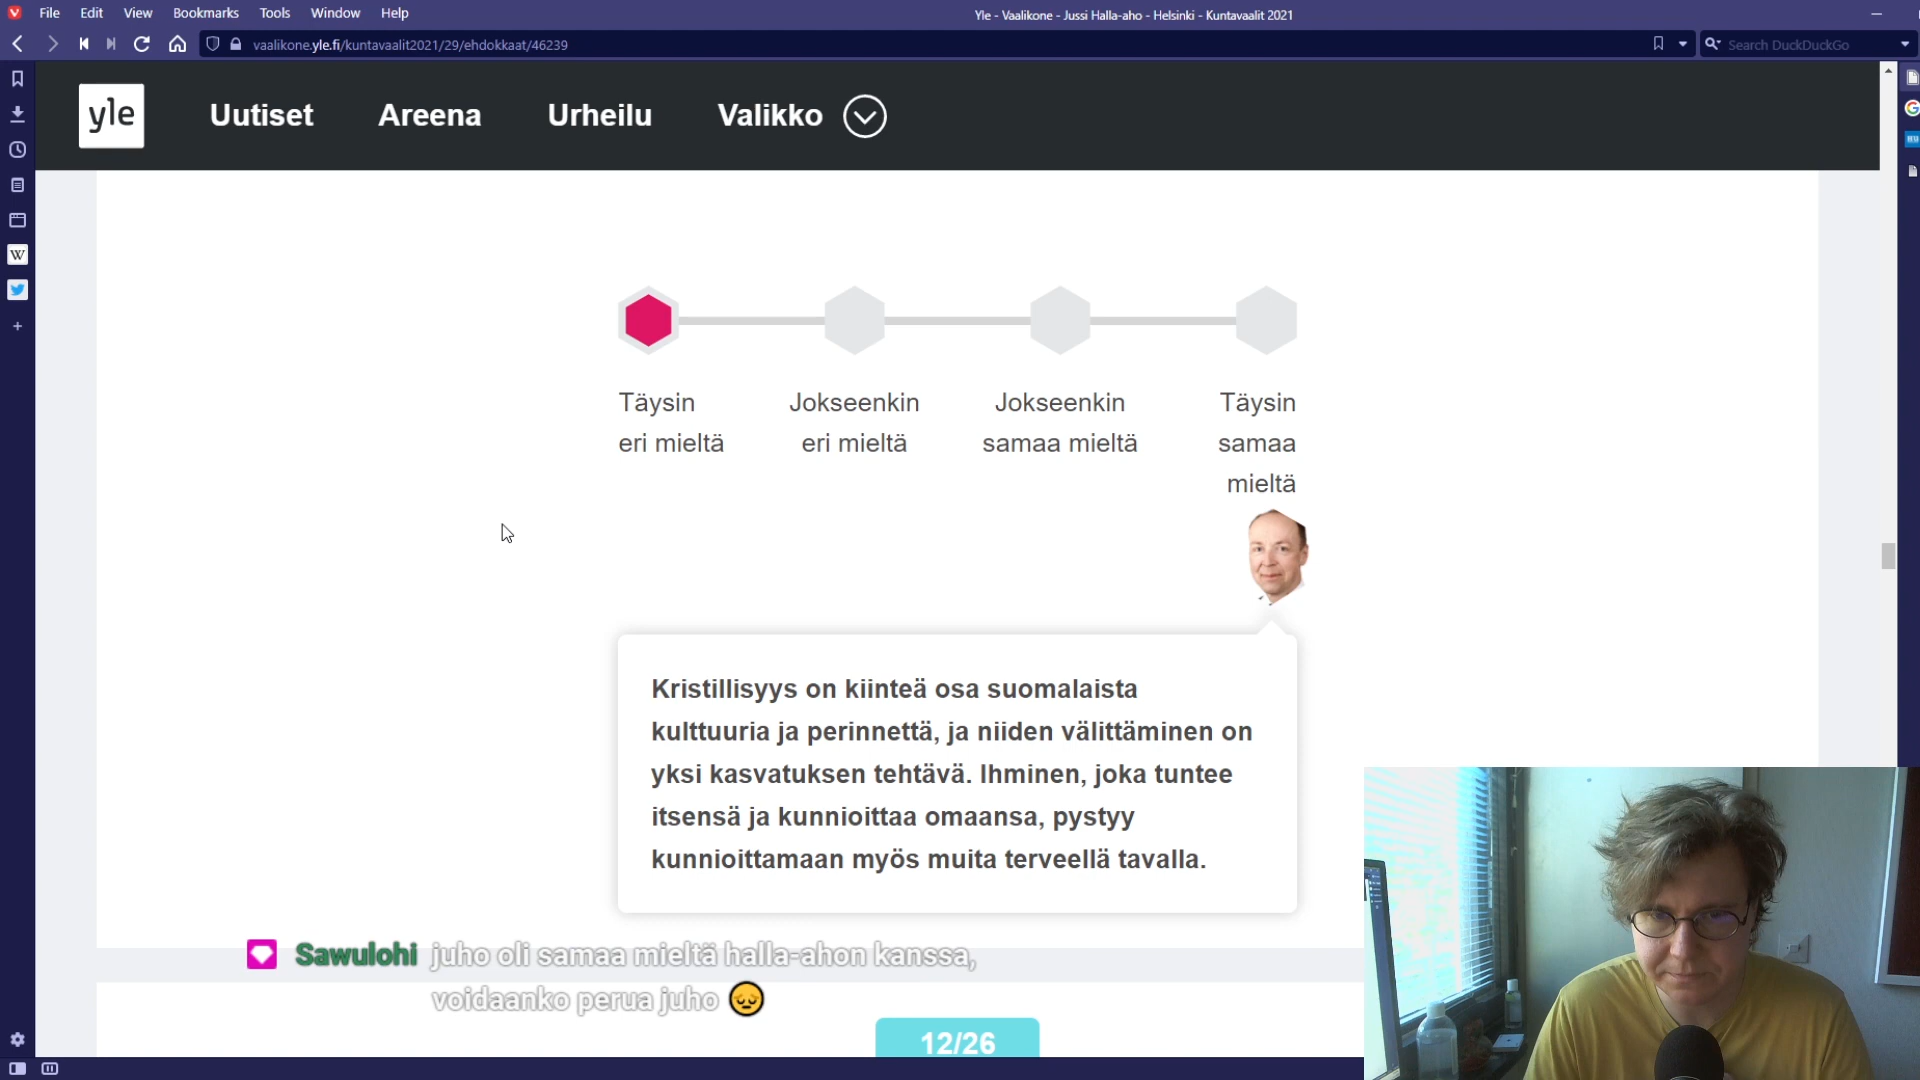 File Edit View Bookmarks Tools Window Help
Yle - Vaalikone - Jussi Halla-aho - Helsinki - Kuntavaalit 2021
vaalikone.yle.fi/kuntavaalit2021/29/ehdokkaat/46239
Search DuckDuckGo
yle Uutiset Areena Urheilu Valikko
W
Täysin
eri mieltä
Jokseenkin
eri mieltä
Jokseenkin
samaa mieltä
Täysin
samaa
mieltä
Kristillisyys on kiinteä osa suomalaista
kulttuuria ja perinnettä, ja niiden välittäminen on
yksi kasvatuksen tehtävä. Ihminen, joka tuntee
itsensä ja kunnioittaa omaansa, pystyy
kunnioittamaan myös muita terveellä tavalla.
Sawulohi juho oli samaa mieltä halla-ahon kanssa,
voidaanko perua juho
12/26